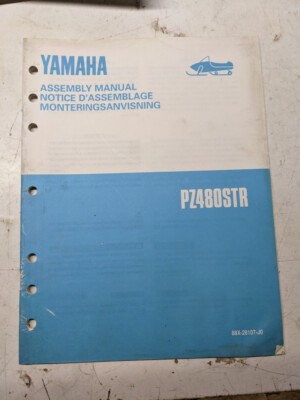 YAMAHA
ASSEMBLY MANUAL
NOTICE D'ASSEMBLAGE
MONTERINGSANVISNING
PZ480STR